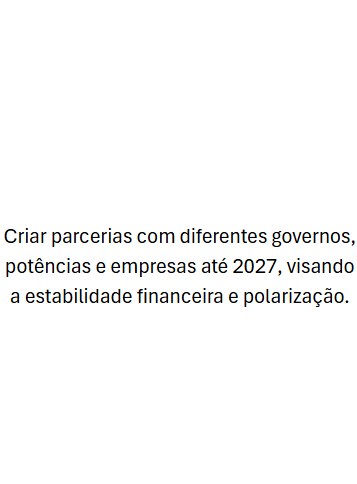 Criar parcerias com diferentes governos,
potências e empresas até 2027, visando
a estabilidade financeira e polarização.